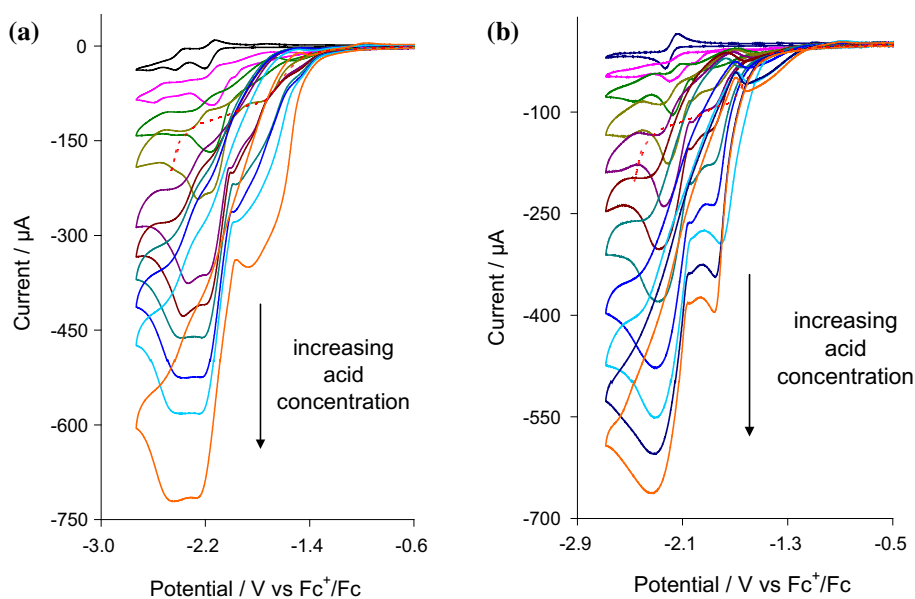 (a)
0
-150
-300
-450
-600
-750
Current / µA
-3.0 -2.2 -1.4 -0.6
Potential / V vs Fc⁺/Fc
increasing
acid
concentration
(b)
-100
-250
-400
-550
-700
Current / µA
-2.9 -2.1 -1.3 -0.5
Potential / V vs Fc⁺/Fc
increasing
acid
concentration